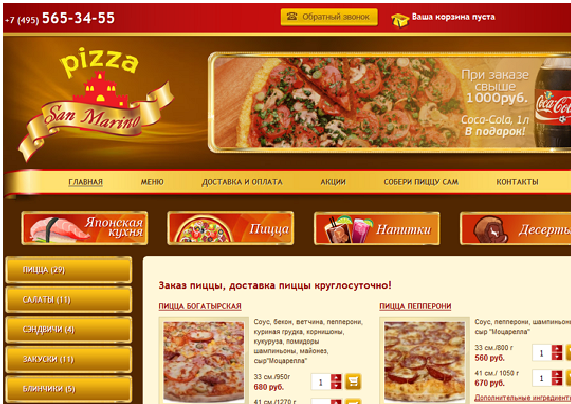 +7 (495) 565-34-55
Обратный звонок
Ваша корзина пуста
pizza
San Marino
При заказе
свыше
1000руб.
Coca-Cola, 1л
В подарок!
Coca-Cola
ГЛАВНАЯ
МЕНЮ
ДОСТАВКА И ОПЛАТА
АКЦИИ
СОБЕРИ ПИЦЦУ САМ
КОНТАКТЫ
Японская
кухня
Пицца
Напитки
Десерты
ПИЦЦА (29)
САЛАТЫ (11)
СЭНДВИЧИ (4)
ЗАКУСКИ (11)
БЛИНЧИКИ (5)
Заказ пиццы, доставка пиццы круглосуточно!
ПИЦЦА БОГАТЫРСКАЯ
Соус, бекон, ветчина, пепперони,
куриная грудка, корнишоны,
кукуруза, помидоры
шампиньоны, майонез,
сыр"Моцарелла"
33 см./950г
680 руб.
1
41 см./1270 г
ПИЦЦА ПЕППЕРОНИ
Соус, пепперони, шампиньоны
сыр "Моцарелла"
33 см./800 г
560 руб.
1
41 см./ 1050 г
670 руб.
1
Дополнительные ингредиенты